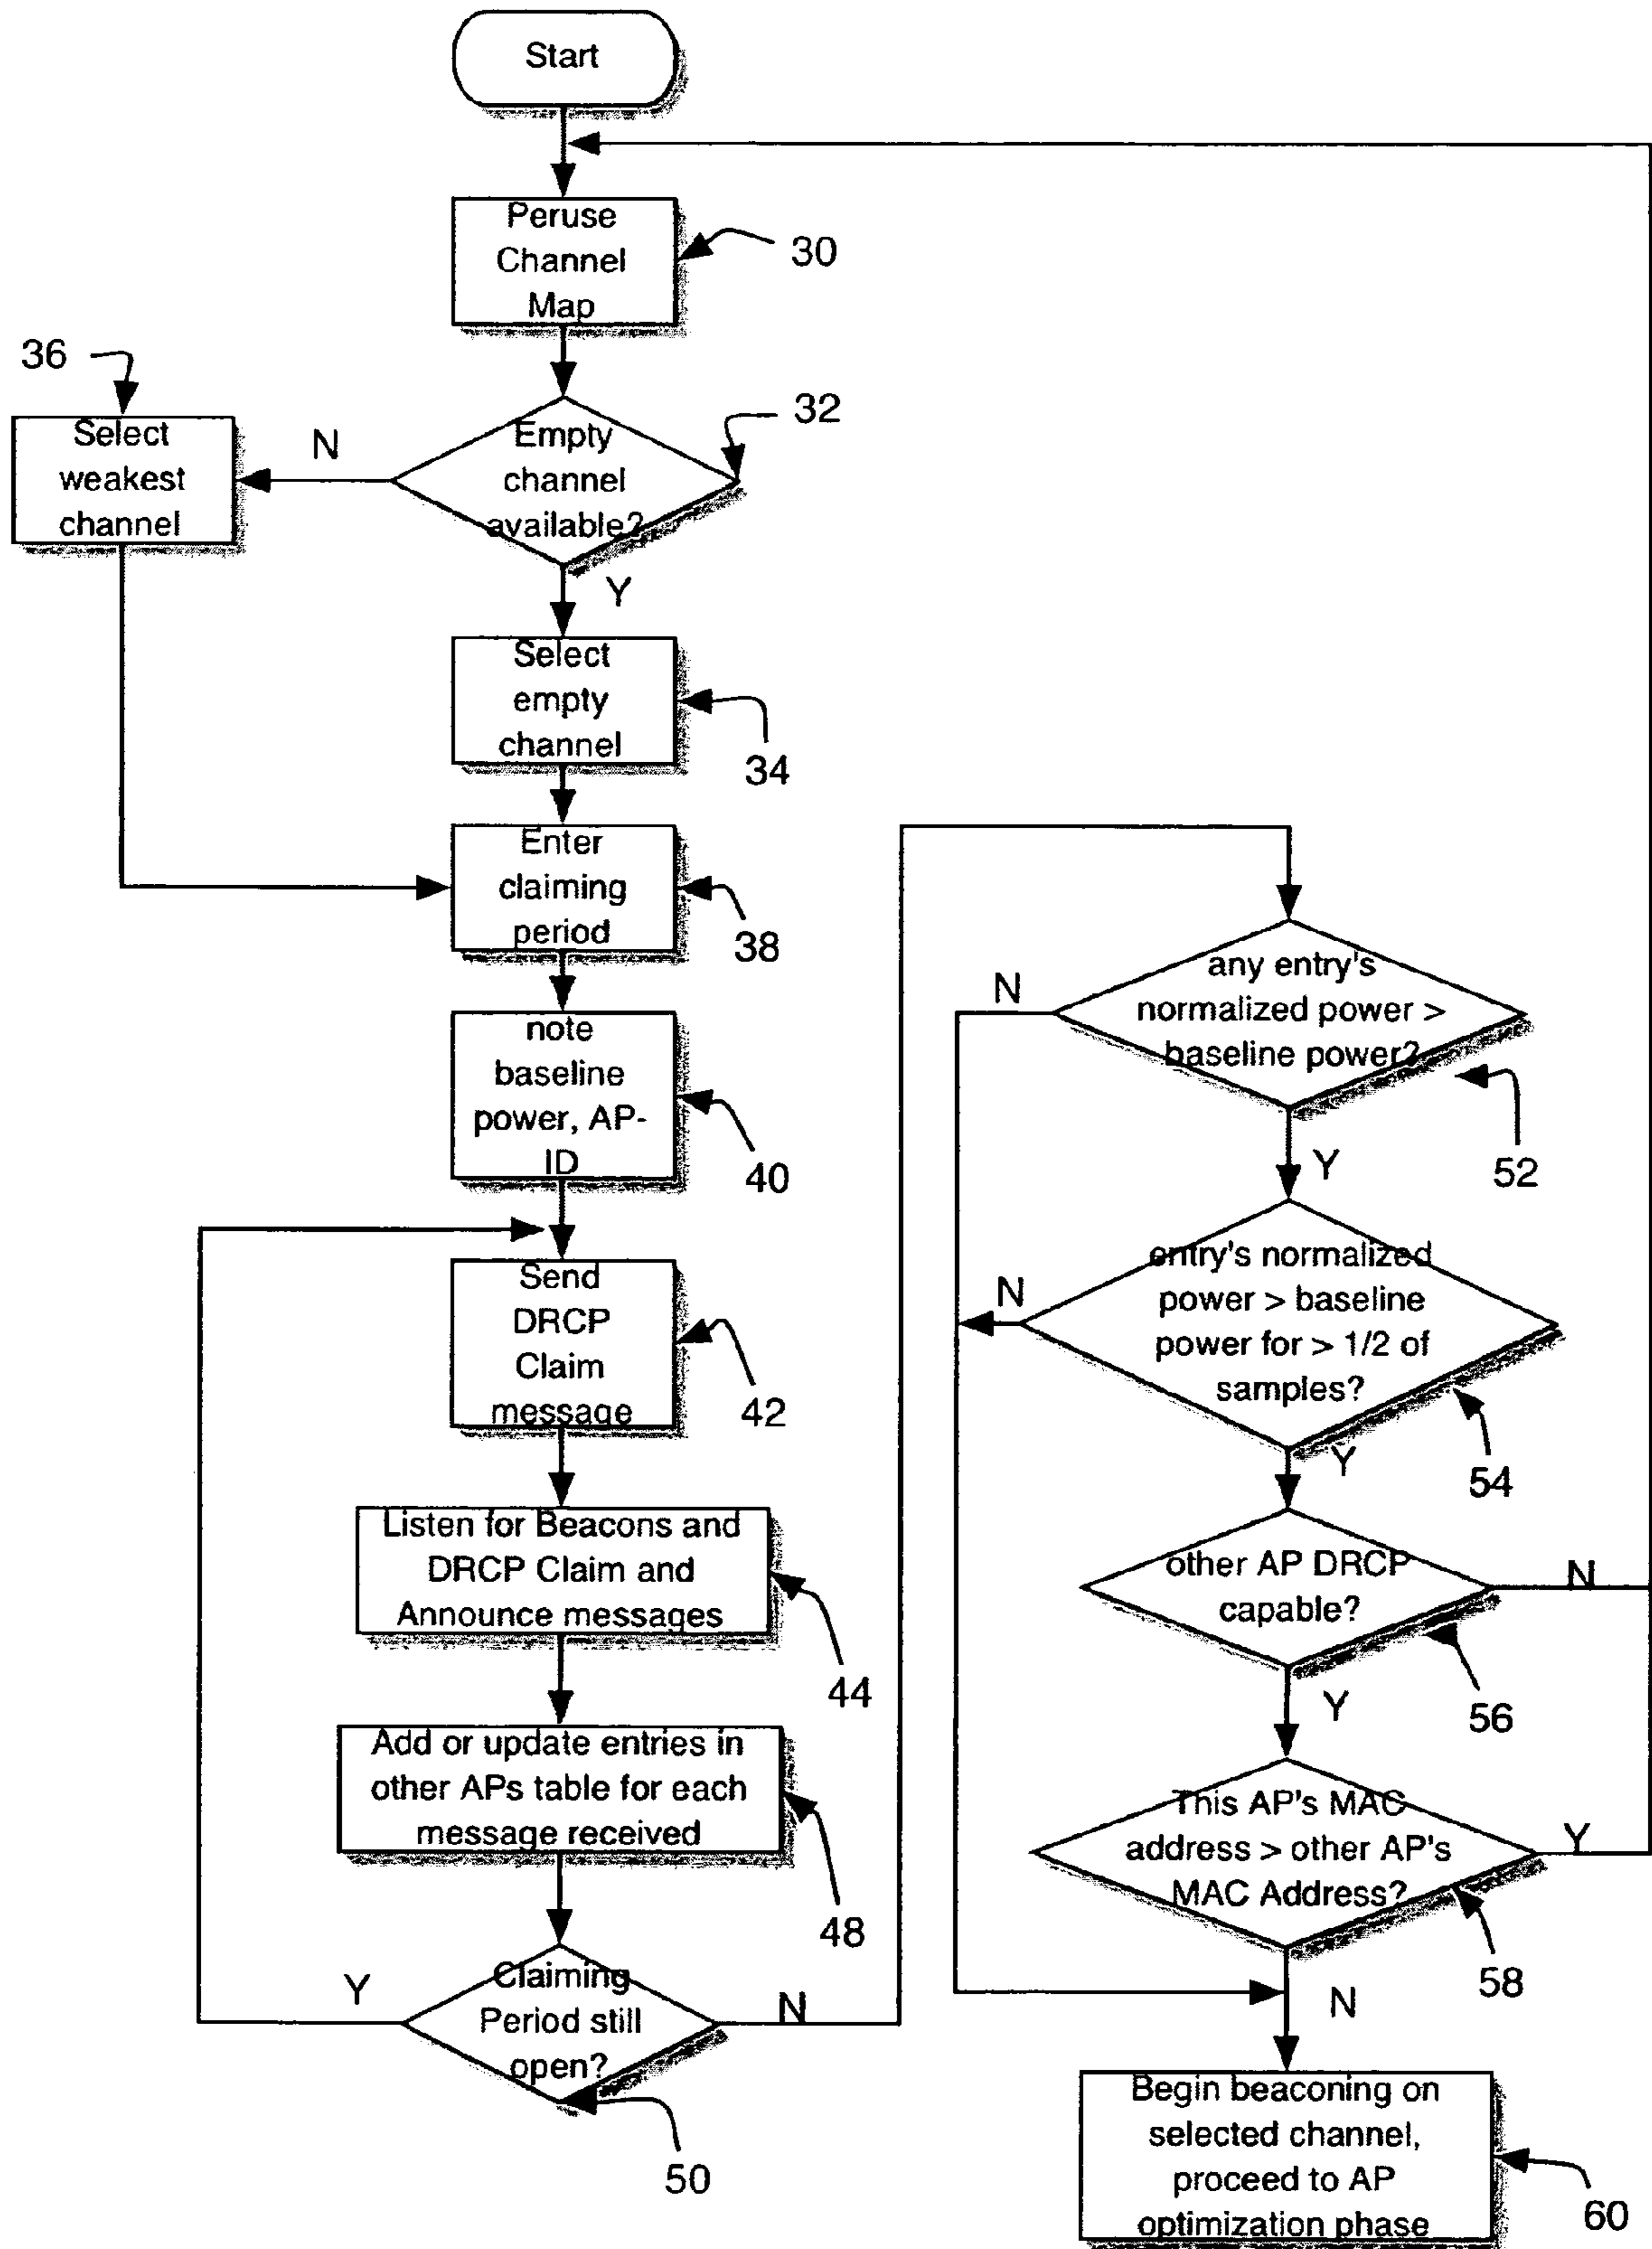 Start
Peruse
Channel
Map
30
36
Select
weakest
channel
N
Empty
channel
available?
32
Y
Select
empty
channel
34
Enter
claiming
period
38
note
baseline
power, AP-
ID
40
Send
DRCP
Claim
message
42
Listen for Beacons and
DRCP Claim and
Announce messages
44
Add or update entries in
other APs table for each
message received
48
Claiming
Period still
open?
Y
N
50
any entry's
normalized power >
baseline power?
N
52
Y
entry's normalized
power > baseline
power for > 1/2 of
samples?
N
54
Y
other AP DRCP
capable?
N
56
Y
This AP's MAC
address > other AP's
MAC Address?
Y
58
N
Begin beaconing on
selected channel,
proceed to AP
optimization phase
60